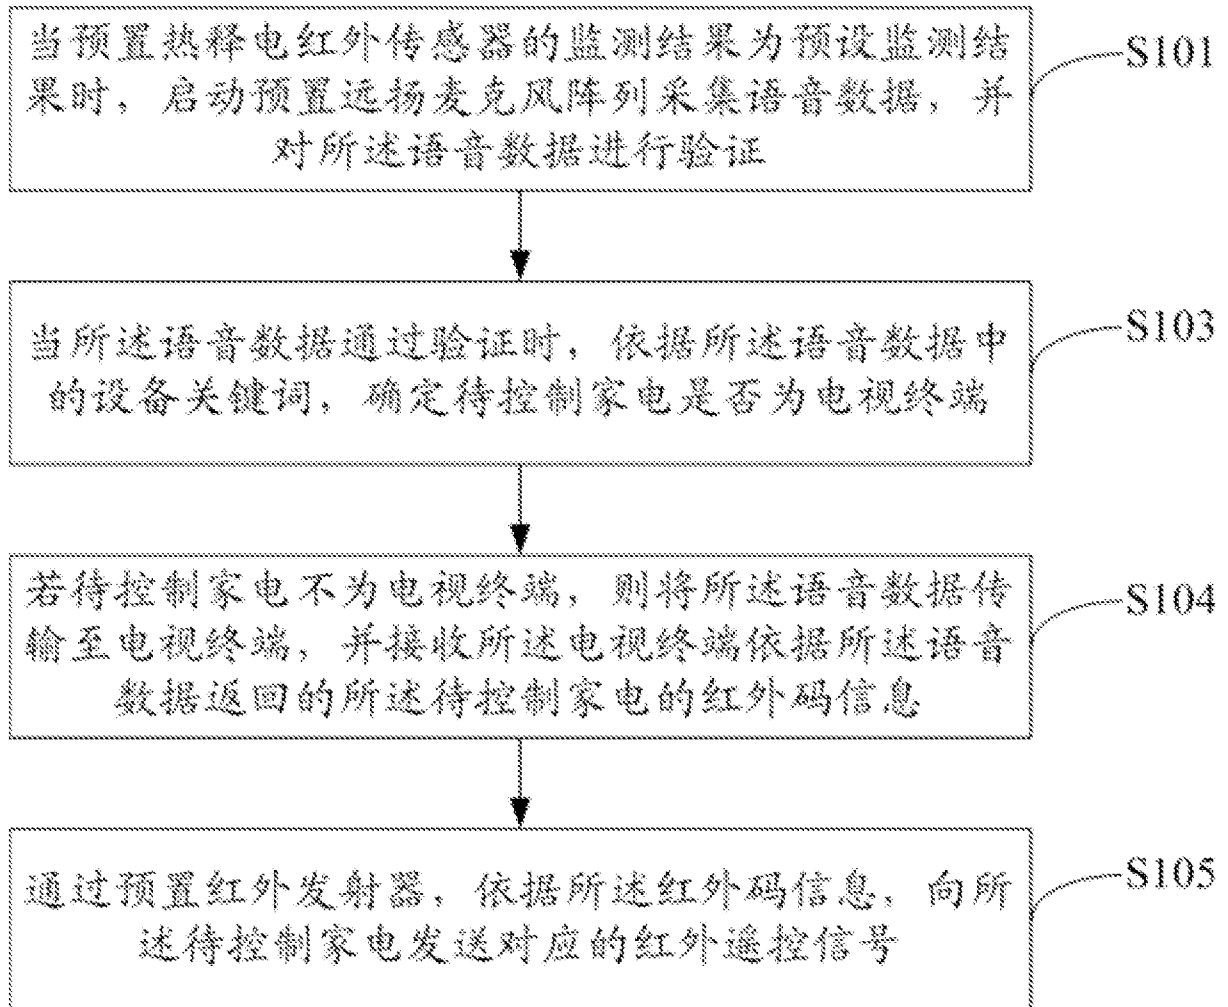 当预置热释电红外传感器的监测结果为预设监测结
果时，启动预置远扬麦克风阵列采集语音数据，并
对所述语音数据进行验证
S101
当所述语音数据通过验证时，依据所述语音数据中
的设备关键词，确定待控制家电是否为电视终端
S103
若待控制家电不为电视终端，则将所述语音数据传
输至电视终端，并接收所述电视终端依据所述语音
数据返回的所述待控制家电的红外码信息
S104
通过预置红外发射器，依据所述红外码信息，向所
述待控制家电发送对应的红外遥控信号
S105